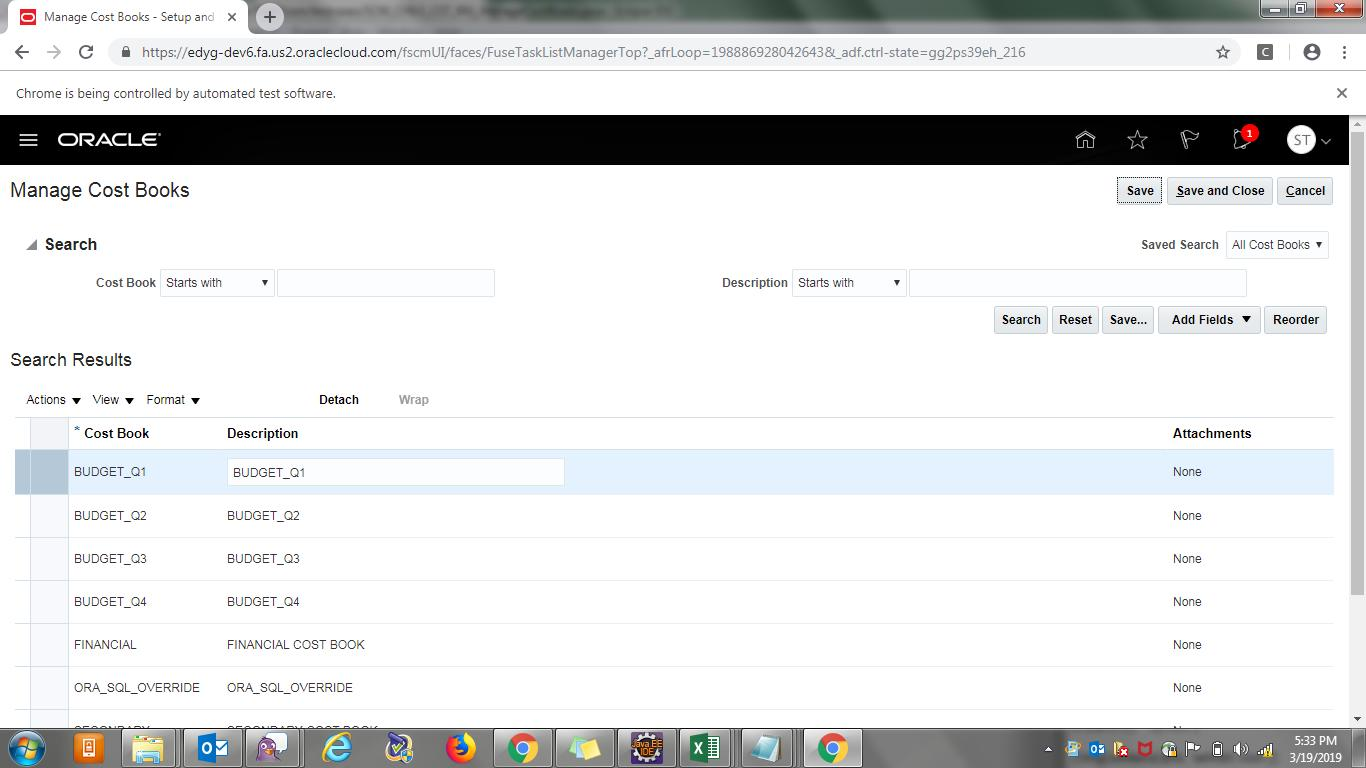 Manage Cost Books - Setup and
https://edyg-dev6.fa.us2.oraclecloud.com/fscmUI/faces/FuseTaskListManagerTop?_afrLoop=198886928042643&_adf.ctrl-state=gg2ps39eh_216
C
Chrome is being controlled by automated test software.
ORACLE
1
ST
Manage Cost Books
Save
Save and Close
Cancel
Search
Saved Search All Cost Books
Cost Book Starts with
Description Starts with
Search
Reset
Save...
Add Fields
Reorder
Search Results
Actions
View
Format
Detach
Wrap
* Cost Book Description Attachments
BUDGET_Q1 BUDGET_Q1 None
BUDGET_Q2 BUDGET_Q2 None
BUDGET_Q3 BUDGET_Q3 None
BUDGET_Q4 BUDGET_Q4 None
FINANCIAL FINANCIAL COST BOOK None
ORA_SQL_OVERRIDE ORA_SQL_OVERRIDE None
Java EE
IDE
5:33 PM
3/19/2019